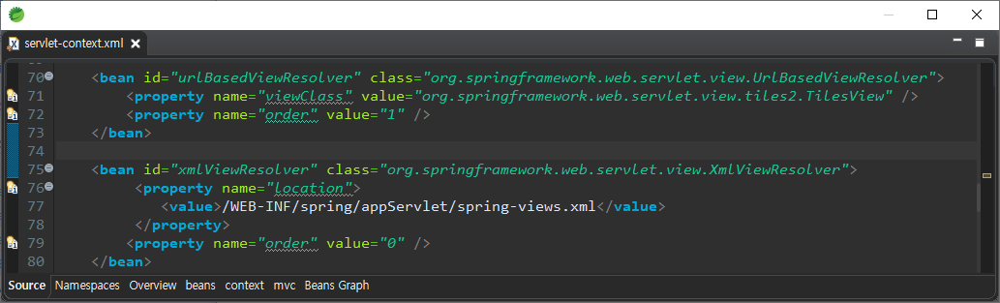 servlet-context.xml
70 <bean id="urlBasedViewResolver" class="org.springframework.web.servlet.view.UrlBasedViewResolver">
71 <property name="viewClass" value="org.springframework.web.servlet.view.tiles2.TilesView" />
72 <property name="order" value="1" />
73 </bean>
74
75 <bean id="xmlViewResolver" class="org.springframework.web.servlet.view.XmlViewResolver">
76 <property name="location">
77 <value>/WEB-INF/spring/appServlet/spring-views.xml</value>
78 </property>
79 <property name="order" value="0" />
80 </bean>
Source Namespaces Overview beans context mvc Beans Graph